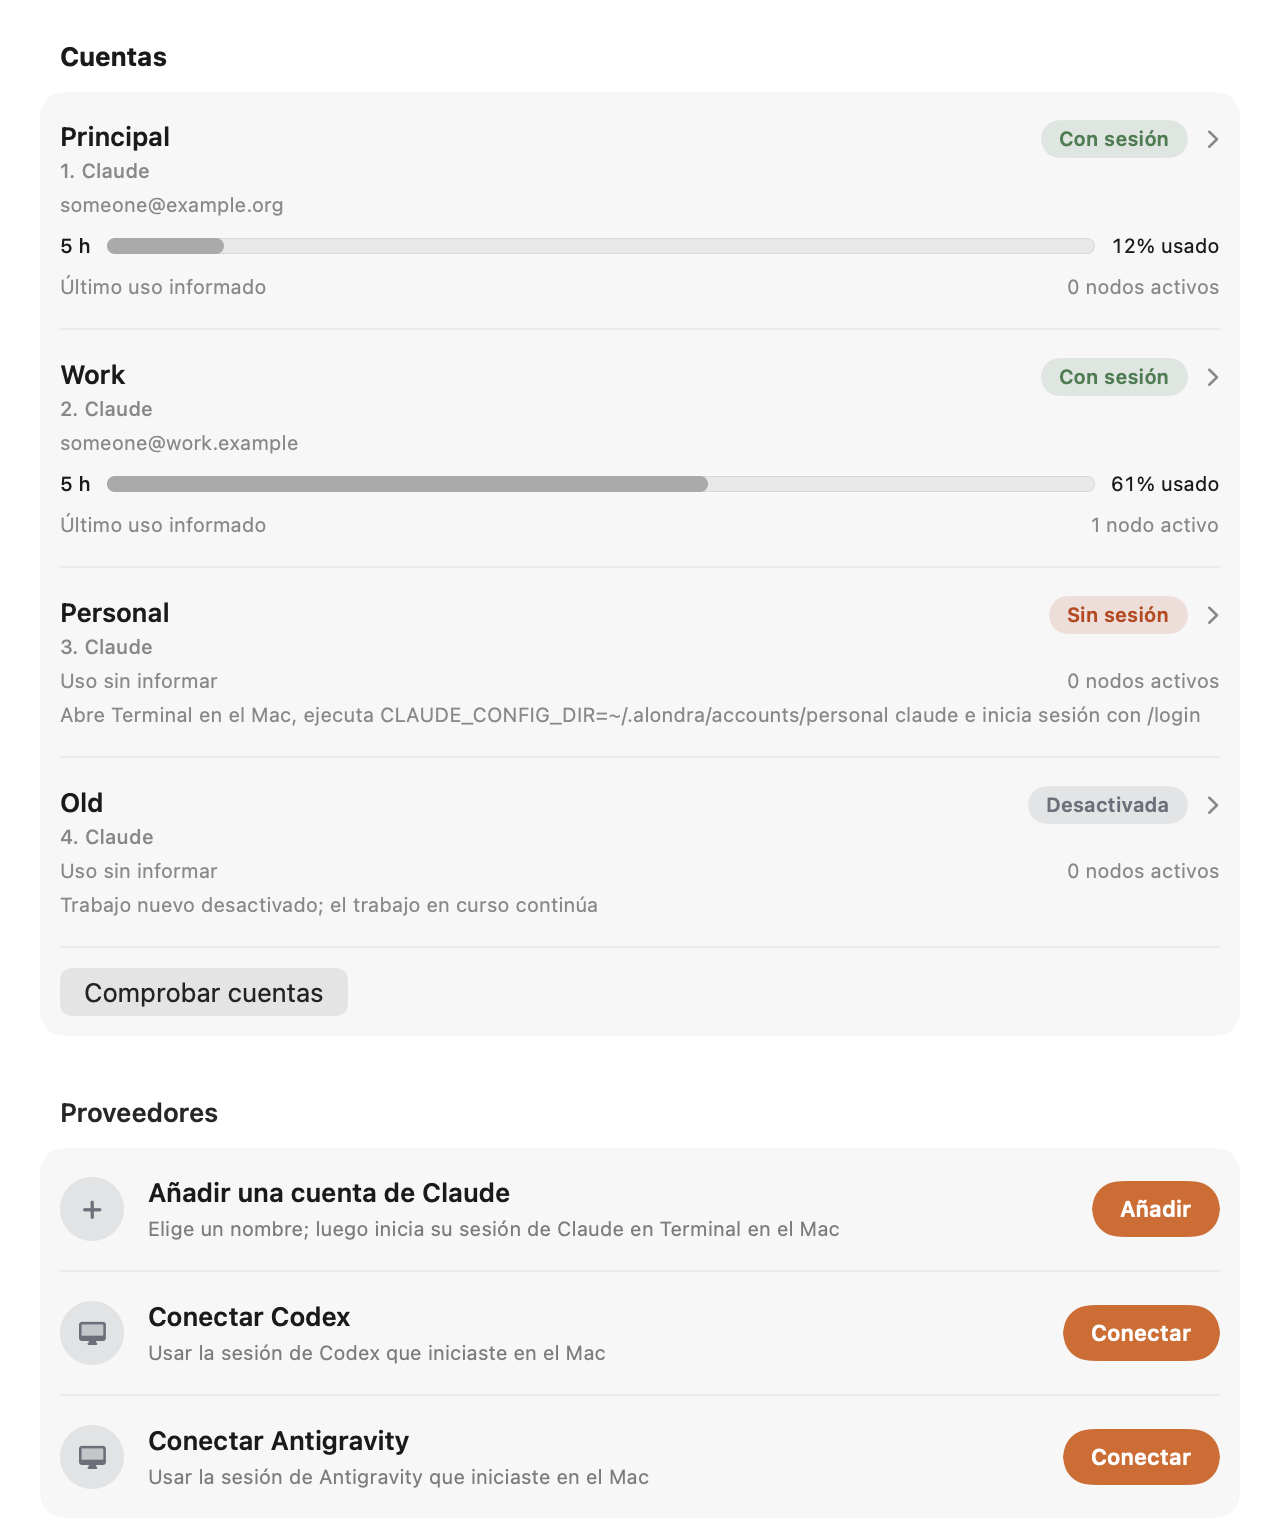 Cuentas
Principal
Con sesión
1. Claude
someone@example.org
5 h
12% usado
Último uso informado
0 nodos activos
Work
Con sesión
2. Claude
someone@work.example
5 h
61% usado
Último uso informado
1 nodo activo
Personal
Sin sesión
3. Claude
Uso sin informar
0 nodos activos
Abre Terminal en el Mac, ejecuta CLAUDE_CONFIG_DIR=~/.alondra/accounts/personal claude e inicia sesión con /login
Old
Desactivada
4. Claude
Uso sin informar
0 nodos activos
Trabajo nuevo desactivado; el trabajo en curso continúa
Comprobar cuentas
Proveedores
Añadir una cuenta de Claude
Elige un nombre; luego inicia su sesión de Claude en Terminal en el Mac
Añadir
Conectar Codex
Usar la sesión de Codex que iniciaste en el Mac
Conectar
Conectar Antigravity
Usar la sesión de Antigravity que iniciaste en el Mac
Conectar